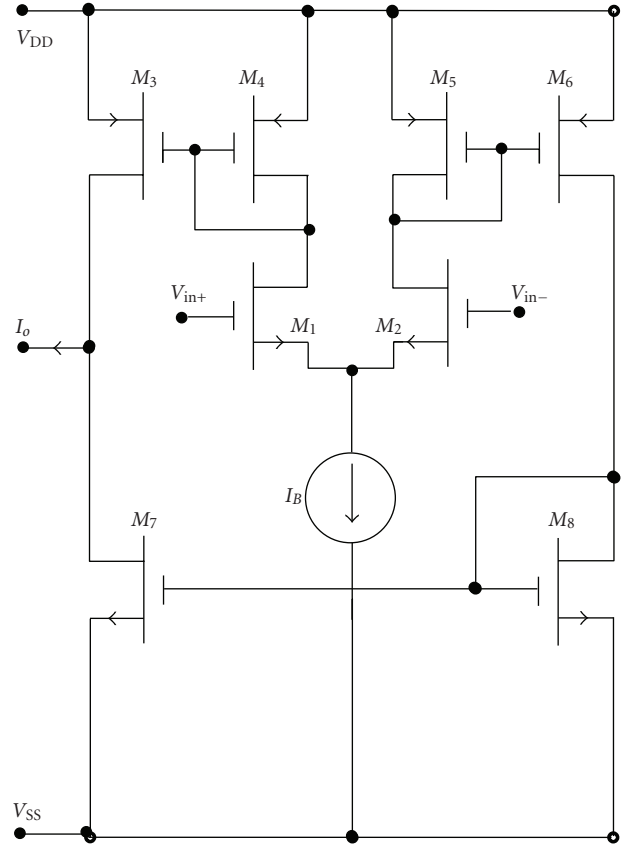 V_DD
M_3
M_4
M_5
M_6
V_in+
V_in−
M_1
M_2
I_o
I_B
M_7
M_8
V_SS